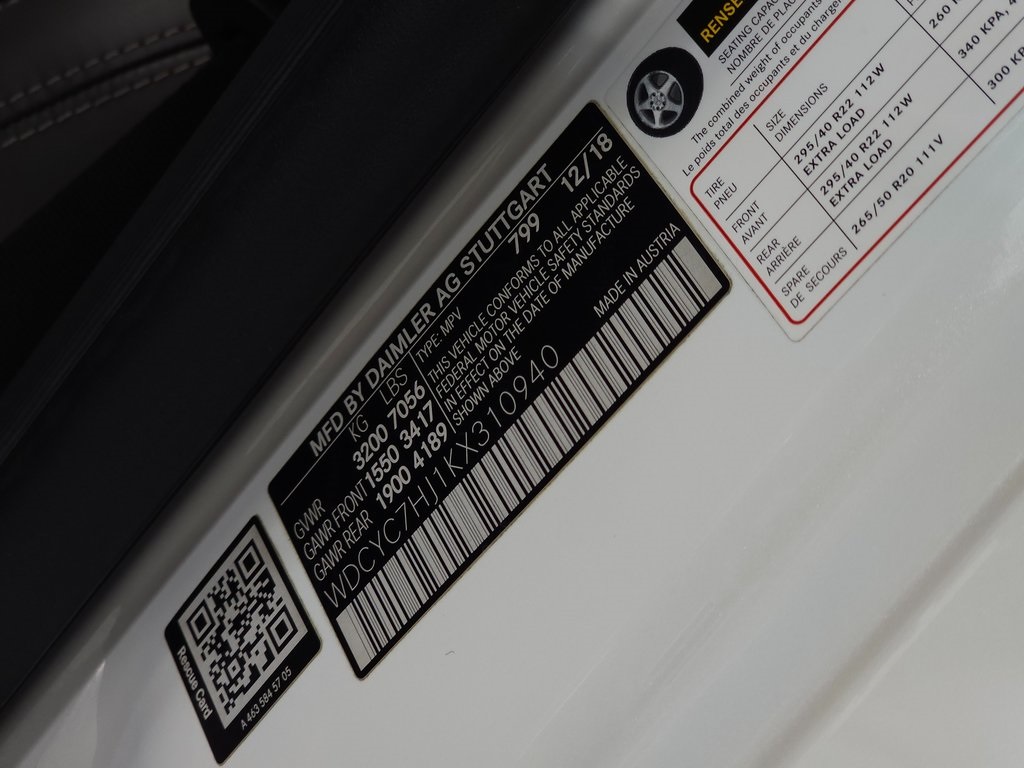 MFD BY DAIMLER AG STUTTGART
12/18
KG LBS TYPE: MPV 799
GVWR 3200 7056
GAWR FRONT 1550 3417
GAWR REAR 1900 4189
THIS VEHICLE CONFORMS TO ALL APPLICABLE
FEDERAL MOTOR VEHICLE SAFETY STANDARDS
IN EFFECT ON THE DATE OF MANUFACTURE
SHOWN ABOVE
WDCYC7HJ1KX310940
MADE IN AUSTRIA
Rescue Card
A 463 584 57 05
RENSE
SEATING CAPAC
NOMBRE DE PLAC
The combined weight of occupants
Le poids total des occupants et du charge
TIRE
PNEU
SIZE
DIMENSIONS
FRONT
AVANT
295/40 R22 112W
EXTRA LOAD
260 K
REAR
ARRIÈRE
295/40 R22 112W
EXTRA LOAD
340 KPA, 4
SPARE
DE SECOURS
265/50 R20 111V
300 KP